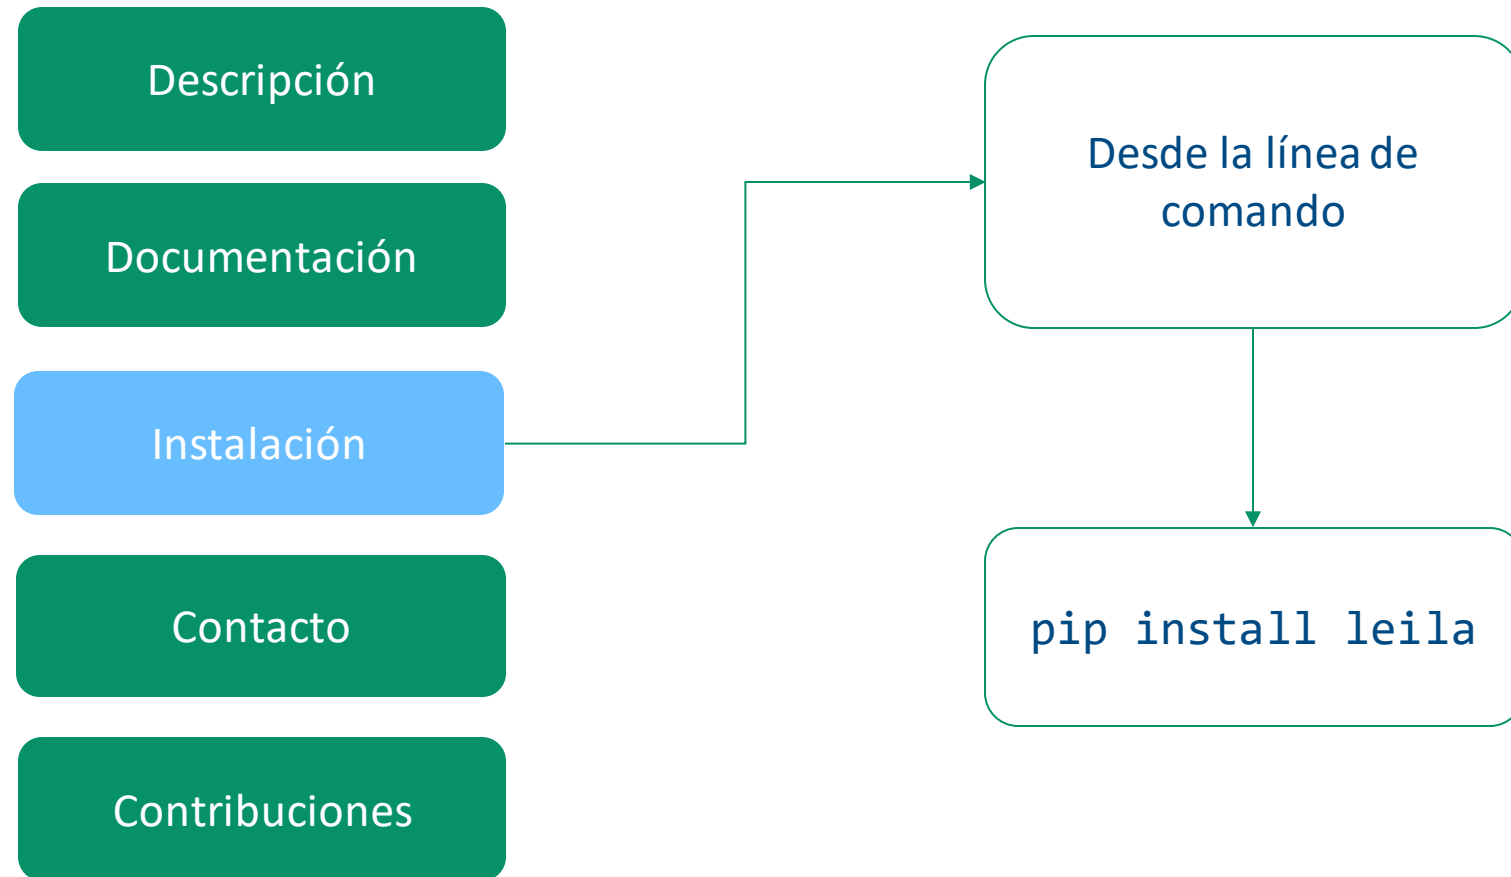 Descripción
Documentación
Instalación
Contacto
Contribuciones
Desde la línea de
comando
pip install leila